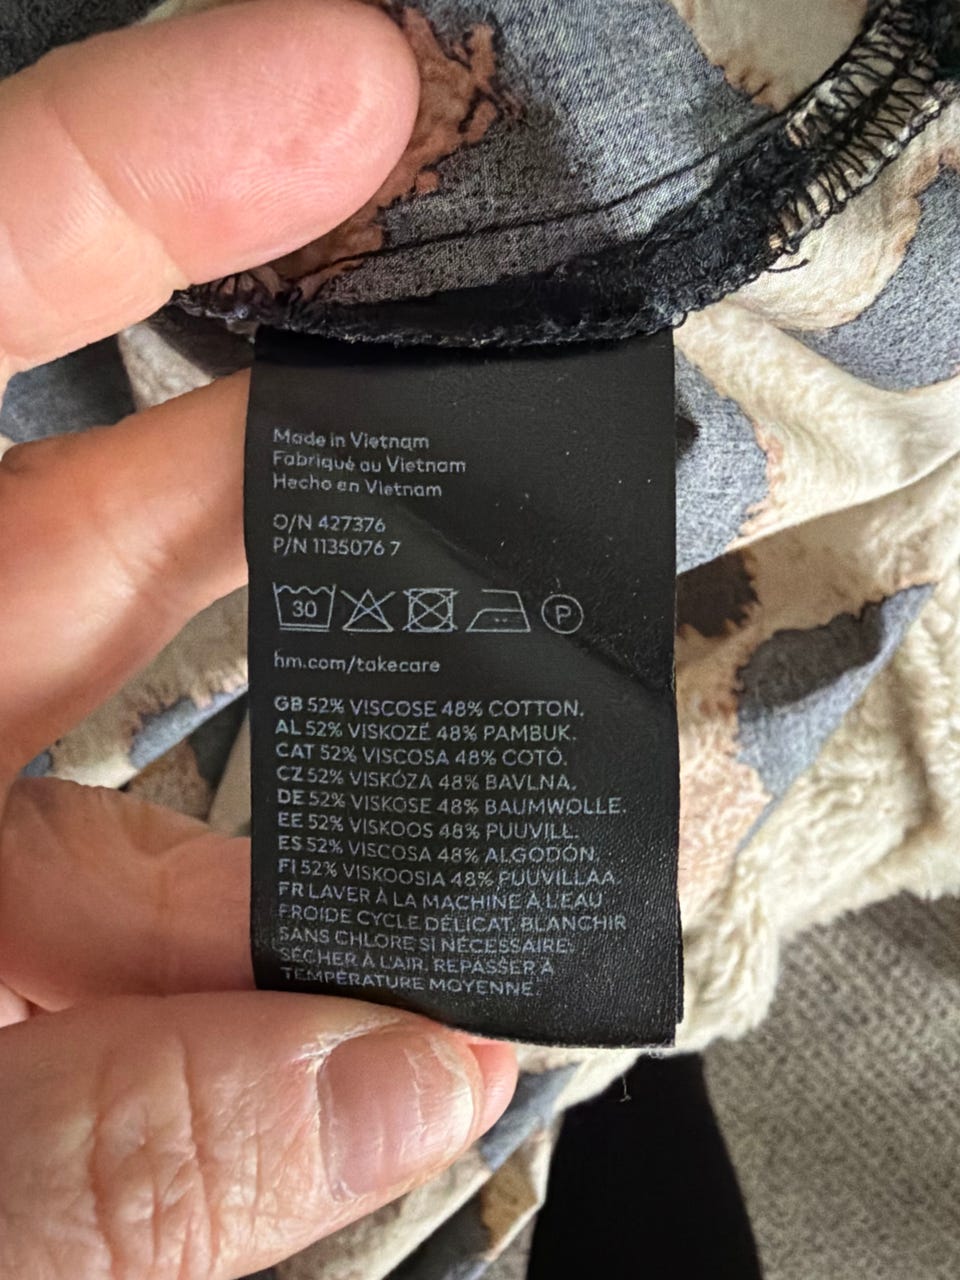 Made in Vietnam
Fabriqué au Vietnam
Hecho en Vietnam
O/N 427376
P/N 1135076 7
30 P
hm.com/takecare
GB 52% VISCOSE 48% COTTON.
AL 52% VISKOZË 48% PAMBUK.
CAT 52% VISCOSA 48% COTÓ.
CZ 52% VISKÓZA 48% BAVLNA.
DE 52% VISKOSE 48% BAUMWOLLE.
EE 52% VISKOOS 48% PUUVILL.
ES 52% VISCOSA 48% ALGODÓN.
FI 52% VISKOOSIA 48% PUUVILLAA.
FR LAVER À LA MACHINE À L'EAU
FROIDE CYCLE DÉLICAT. BLANCHIR
SANS CHLORE SI NÉCESSAIRE.
SÉCHER À L'AIR. REPASSER À
TEMPÉRATURE MOYENNE.